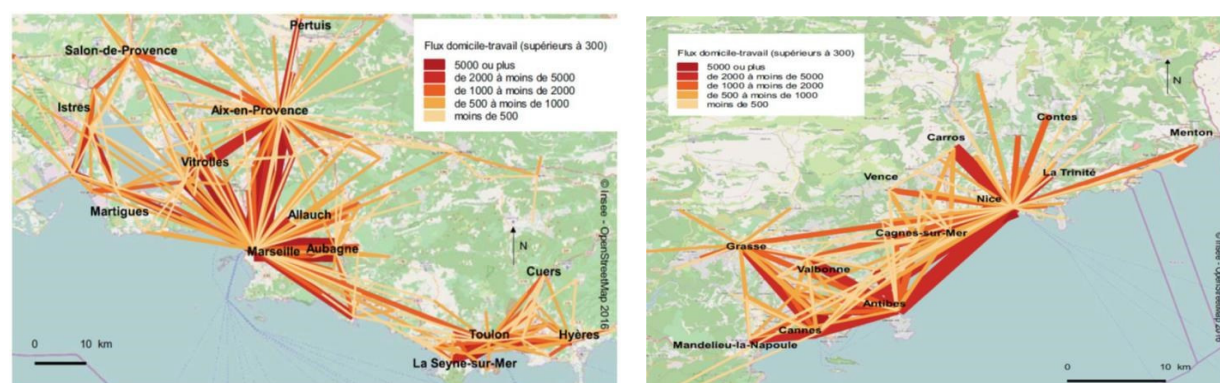 Pertuis
Salon-de-Provence
Flux domicile-travail (supérieurs à 300)
5000 ou plus
de 2000 à moins de 5000
de 1000 à moins de 2000
de 500 à moins de 1000
moins de 500
Istres
Aix-en-Provence
Vitrolles
Martigues
Allauch
Marseille
Aubagne
N
Cuers
Toulon
Hyères
La Seyne-sur-Mer
0 10 km
© Insee - OpenStreetMap 2016
Flux domicile-travail (supérieurs à 300)
5000 ou plus
de 2000 à moins de 5000
de 1000 à moins de 2000
de 500 à moins de 1000
moins de 500
N
Contes
Carros
Menton
Vence
La Trinité
Nice
Cagnes-sur-Mer
Grasse
Valbonne
Antibes
Cannes
Mandelieu-la-Napoule
0 10 km
© Insee - OpenStreetMap 2016